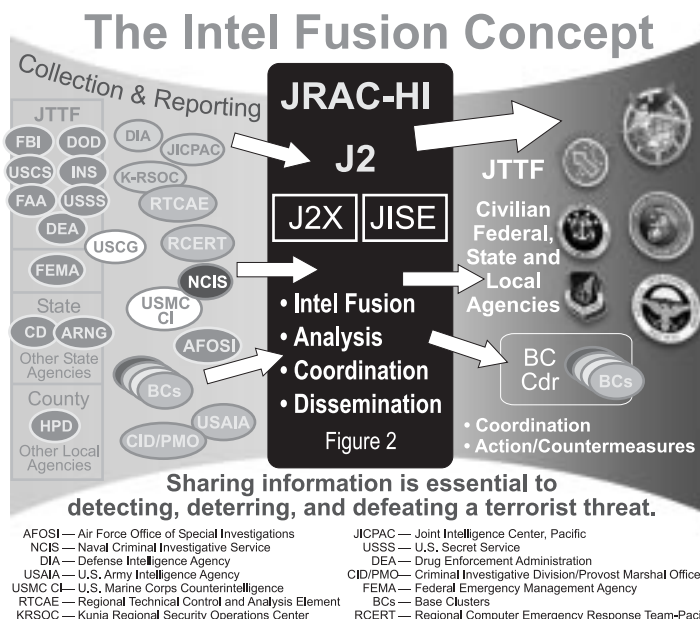 The Intel Fusion Concept
Collection & Reporting
JTTF
FBI
DOD
USCS
INS
FAA
USSS
DEA
FEMA
State
CD
ARNG
Other State
Agencies
County
HPD
Other Local
Agencies
DIA
JICPAC
K-RSOC
RTCAE
USCG
RCERT
NCIS
USMC
CI
AFOSI
BCs
USAIA
CID/PMO
JRAC-HI
J2
J2X
JISE
• Intel Fusion
• Analysis
• Coordination
• Dissemination
Figure 2
JTTF
Civilian
Federal,
State and
Local
Agencies
BC
Cdr
BCs
• Coordination
• Action/Countermeasures
Sharing information is essential to
detecting, deterring, and defeating a terrorist threat.
AFOSI — Air Force Office of Special Investigations
NCIS — Naval Criminal Investigative Service
DIA — Defense Intelligence Agency
USAIA — U.S. Army Intelligence Agency
USMC CI — U.S. Marine Corps Counterintelligence
RTCAE — Regional Technical Control and Analysis Element
KRSOC — Kunia Regional Security Operations Center
JICPAC — Joint Intelligence Center, Pacific
USSS — U.S. Secret Service
DEA — Drug Enforcement Administration
CID/PMO — Criminal Investigative Division/Provost Marshal Office
FEMA — Federal Emergency Management Agency
BCs — Base Clusters
RCERT — Regional Computer Emergency Response Team-Paci